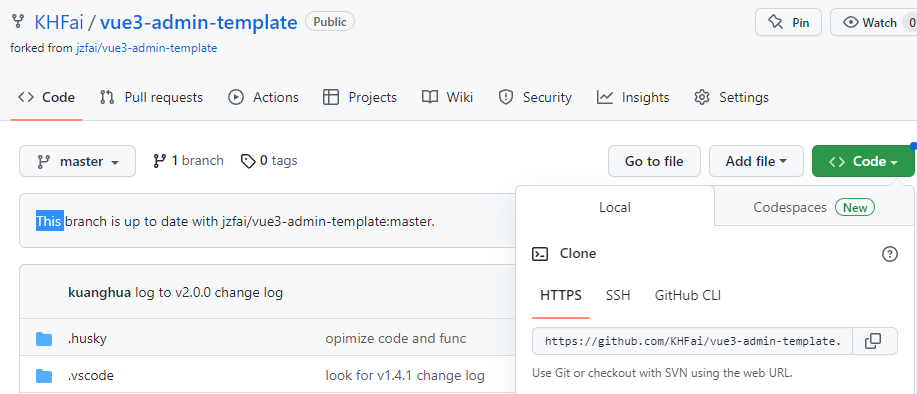 KHFai / vue3-admin-template Public
Pin
Watch 0
forked from jzfai/vue3-admin-template
Code Pull requests Actions Projects Wiki Security Insights Settings
master 1 branch 0 tags Go to file Add file Code
Local Codespaces New
This branch is up to date with jzfai/vue3-admin-template:master.
Clone
kuanghua log to v2.0.0 change log
HTTPS SSH GitHub CLI
.husky opimize code and func
https://github.com/KHFai/vue3-admin-template.
.vscode look for v1.4.1 change log
Use Git or checkout with SVN using the web URL.